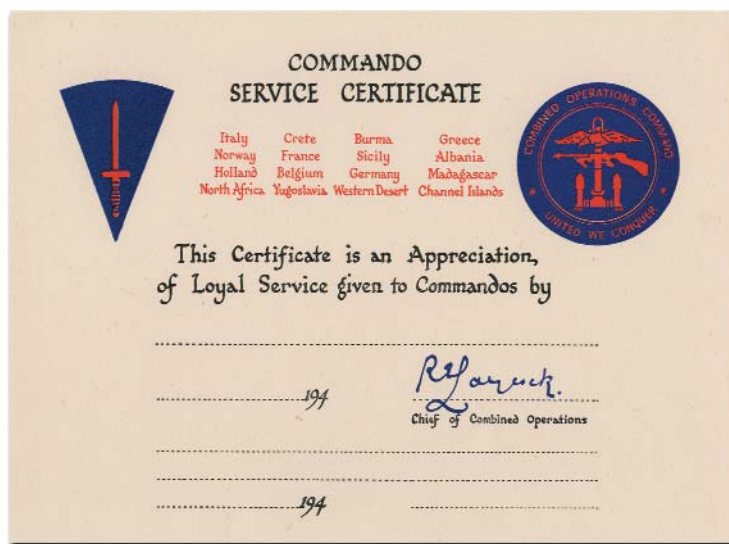 COMMANDO
SERVICE CERTIFICATE
Italy Crete Burma Greece
Norway France Sicily Albania
Holland Belgium Germany Madagascar
North Africa Yugoslavia Western Desert Channel Islands
COMBINED OPERATIONS COMMAND
UNITED WE CONQUER
This Certificate is an Appreciation,
of Loyal Service given to Commandos by
194
R Laycock.
Chief of Combined Operations
194